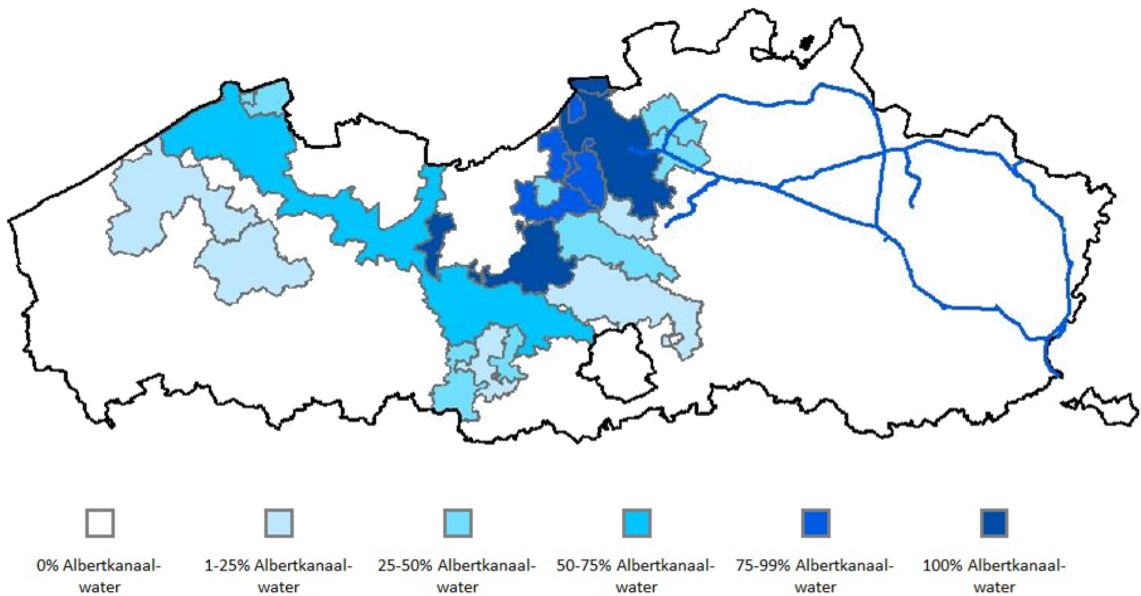 0% Albertkanaal-
water
1-25% Albertkanaal-
water
25-50% Albertkanaal-
water
50-75% Albertkanaal-
water
75-99% Albertkanaal-
water
100% Albertkanaal-
water